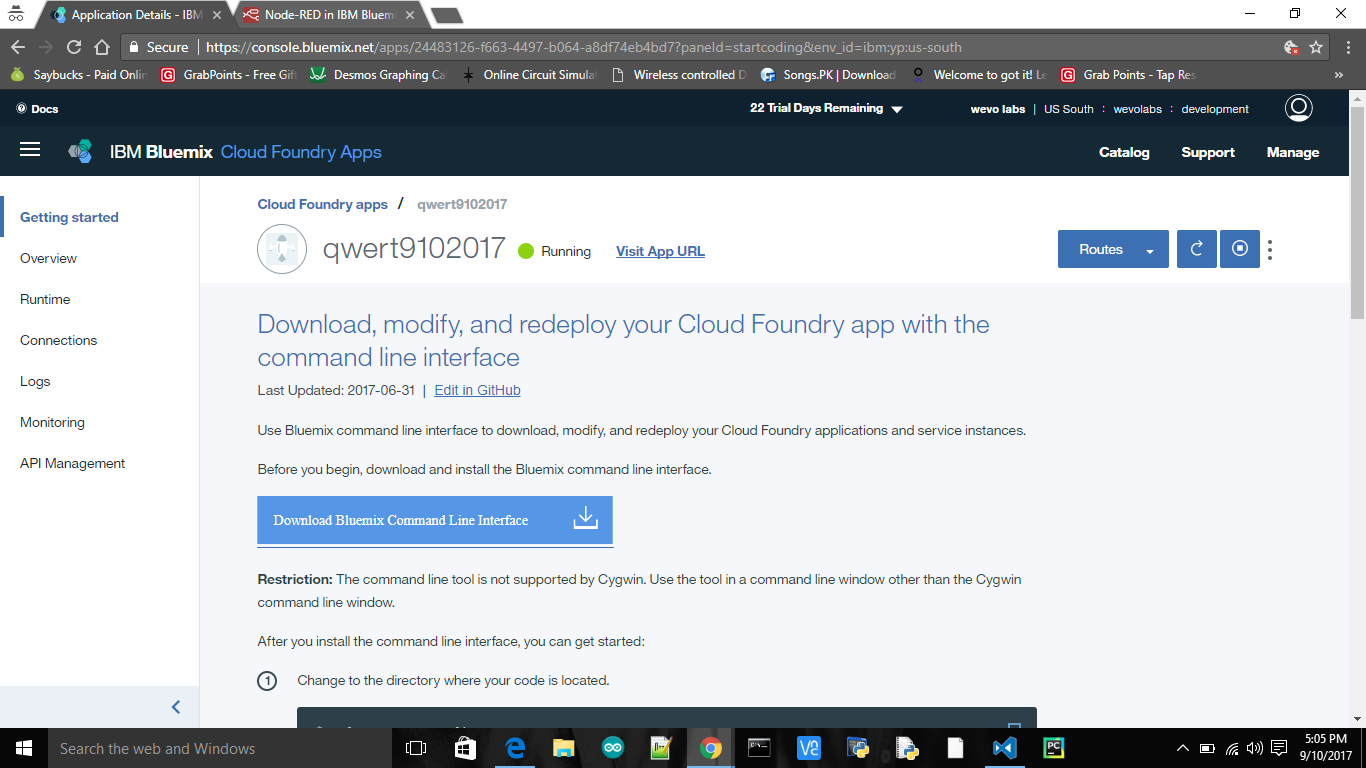 Application Details - IBM
Node-RED in IBM Bluem
Secure
https://console.bluemix.net/apps/24483126-f663-4497-b064-a8df74eb4bd7?paneId=startcoding&env_id=ibm:yp:us-south
Saybucks - Paid Onlin
GrabPoints - Free Gif
Desmos Graphing Ca
Online Circuit Simula
Wireless controlled D
Songs.PK | Download
Welcome to got it! Le
Grab Points - Tap Res
»
Docs
22 Trial Days Remaining
wevo labs | US South : wevolabs : development
IBM Bluemix Cloud Foundry Apps
Catalog
Support
Manage
Getting started
Overview
Runtime
Connections
Logs
Monitoring
API Management
Cloud Foundry apps / qwert9102017
qwert9102017
Running
Visit App URL
Routes
Download, modify, and redeploy your Cloud Foundry app with the
command line interface
Last Updated: 2017-06-31 | Edit in GitHub
Use Bluemix command line interface to download, modify, and redeploy your Cloud Foundry applications and service instances.
Before you begin, download and install the Bluemix command line interface.
Download Bluemix Command Line Interface
Restriction: The command line tool is not supported by Cygwin. Use the tool in a command line window other than the Cygwin
command line window.
After you install the command line interface, you can get started:
1 Change to the directory where your code is located.
Search the web and Windows
PC
5:05 PM
9/10/2017